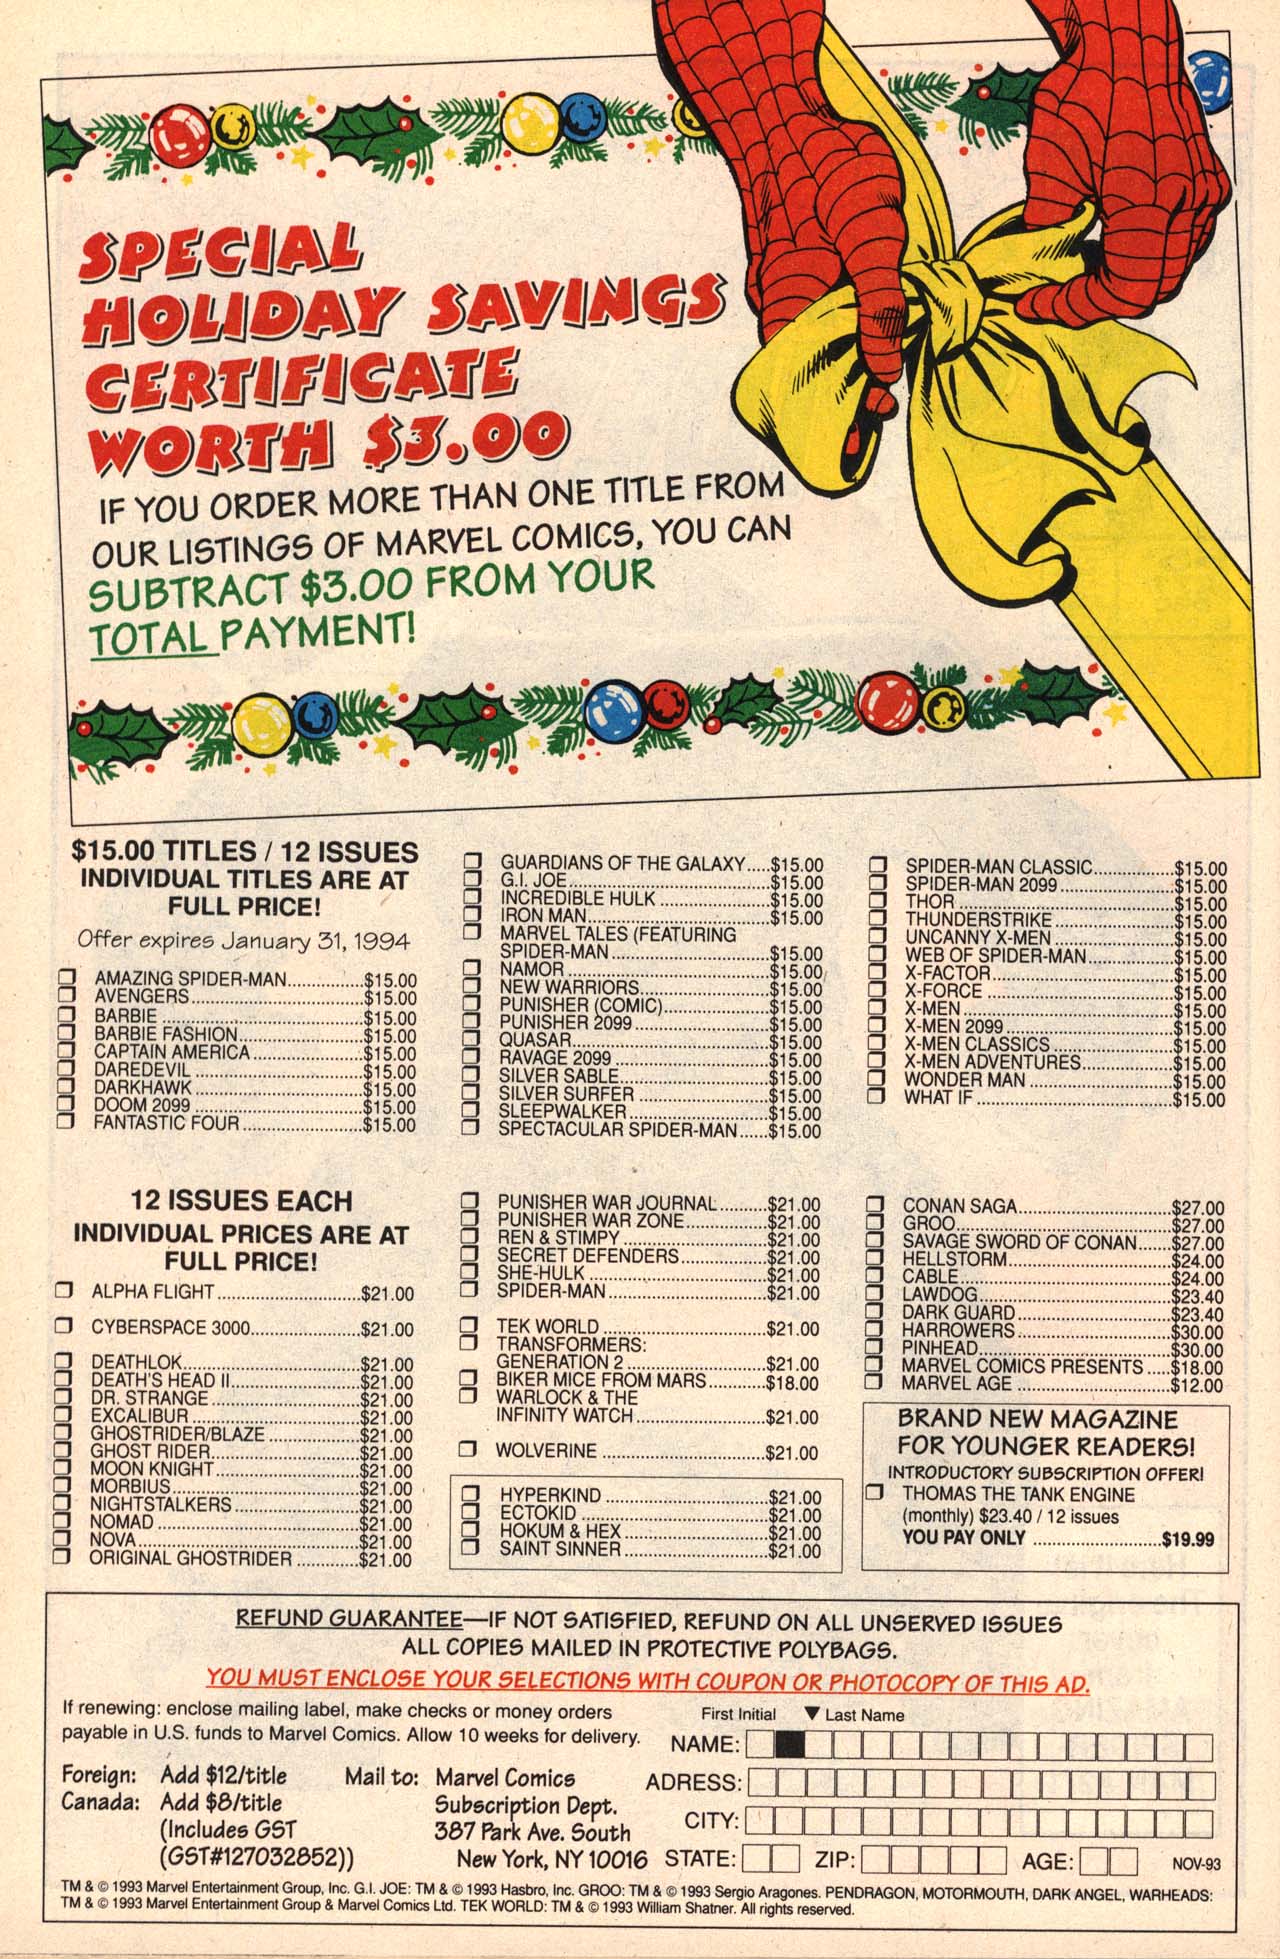 SPECIAL
HOLIDAY SAVINGS
CERTIFICATE
WORTH $3.00
IF YOU ORDER MORE THAN ONE TITLE FROM
OUR LISTINGS OF MARVEL COMICS, YOU CAN
SUBTRACT $3.00 FROM YOUR
TOTAL PAYMENT!
$15.00 TITLES / 12 ISSUES
INDIVIDUAL TITLES ARE AT
FULL PRICE!
Offer expires January 31, 1994
AMAZING SPIDER-MAN..............$15.00
AVENGERS..............$15.00
BARBIE..............$15.00
BARBIE FASHION..............$15.00
CAPTAIN AMERICA..............$15.00
DAREDEVIL..............$15.00
DARKHAWK..............$15.00
DOOM 2099..............$15.00
FANTASTIC FOUR..............$15.00
GUARDIANS OF THE GALAXY.....$15.00
G.I. JOE..............$15.00
INCREDIBLE HULK..............$15.00
IRON MAN..............$15.00
MARVEL TALES (FEATURING
SPIDER-MAN..............$15.00
NAMOR..............$15.00
NEW WARRIORS..............$15.00
PUNISHER (COMIC)..............$15.00
PUNISHER 2099..............$15.00
QUASAR..............$15.00
RAVAGE 2099..............$15.00
SILVER SABLE..............$15.00
SILVER SURFER..............$15.00
SLEEPWALKER..............$15.00
SPECTACULAR SPIDER-MAN......$15.00
SPIDER-MAN CLASSIC..............$15.00
SPIDER-MAN 2099..............$15.00
THOR..............$15.00
THUNDERSTRIKE..............$15.00
UNCANNY X-MEN..............$15.00
WEB OF SPIDER-MAN..............$15.00
X-FACTOR..............$15.00
X-FORCE..............$15.00
X-MEN..............$15.00
X-MEN 2099..............$15.00
X-MEN CLASSICS..............$15.00
X-MEN ADVENTURES..............$15.00
WONDER MAN..............$15.00
WHAT IF..............$15.00
12 ISSUES EACH
INDIVIDUAL PRICES ARE AT
FULL PRICE!
ALPHA FLIGHT..............$21.00
CYBERSPACE 3000..............$21.00
DEATHLOK..............$21.00
DEATH'S HEAD II..............$21.00
DR. STRANGE..............$21.00
EXCALIBUR..............$21.00
GHOSTRIDER/BLAZE..............$21.00
GHOST RIDER..............$21.00
MOON KNIGHT..............$21.00
MORBIUS..............$21.00
NIGHTSTALKERS..............$21.00
NOMAD..............$21.00
NOVA..............$21.00
ORIGINAL GHOSTRIDER..............$21.00
PUNISHER WAR JOURNAL.........$21.00
PUNISHER WAR ZONE..............$21.00
REN & STIMPY..............$21.00
SECRET DEFENDERS..............$21.00
SHE-HULK..............$21.00
SPIDER-MAN..............$21.00
TEK WORLD..............$21.00
TRANSFORMERS:
GENERATION 2..............$21.00
BIKER MICE FROM MARS.........$18.00
WARLOCK & THE
INFINITY WATCH..............$21.00
WOLVERINE..............$21.00
HYPERKIND..............$21.00
ECTOKID..............$21.00
HOKUM & HEX..............$21.00
SAINT SINNER..............$21.00
CONAN SAGA..............$27.00
GROO..............$27.00
SAVAGE SWORD OF CONAN......$27.00
HELLSTORM..............$24.00
CABLE..............$24.00
LAWDOG..............$23.40
DARK GUARD..............$23.40
HARROWERS..............$30.00
PINHEAD..............$30.00
MARVEL COMICS PRESENTS.....$18.00
MARVEL AGE..............$12.00
BRAND NEW MAGAZINE
FOR YOUNGER READERS!
INTRODUCTORY SUBSCRIPTION OFFER!
THOMAS THE TANK ENGINE
(monthly) $23.40 / 12 issues
YOU PAY ONLY..............$19.99
REFUND GUARANTEE—IF NOT SATISFIED, REFUND ON ALL UNSERVED ISSUES
ALL COPIES MAILED IN PROTECTIVE POLYBAGS.
YOU MUST ENCLOSE YOUR SELECTIONS WITH COUPON OR PHOTOCOPY OF THIS AD.
If renewing: enclose mailing label, make checks or money orders
payable in U.S. funds to Marvel Comics. Allow 10 weeks for delivery.
Foreign: Add $12/title
Canada: Add $8/title
(Includes GST
(GST#127032852))
Mail to: Marvel Comics
Subscription Dept.
387 Park Ave. South
New York, NY 10016
First Initial ▼ Last Name
NAME:
ADRESS:
CITY:
STATE: ZIP: AGE: NOV-93
TM & © 1993 Marvel Entertainment Group, Inc. G.I. JOE: TM & © 1993 Hasbro, Inc. GROO: TM & © 1993 Sergio Aragones. PENDRAGON, MOTORMOUTH, DARK ANGEL, WARHEADS:
TM & © 1993 Marvel Entertainment Group & Marvel Comics Ltd. TEK WORLD: TM & © 1993 William Shatner. All rights reserved.